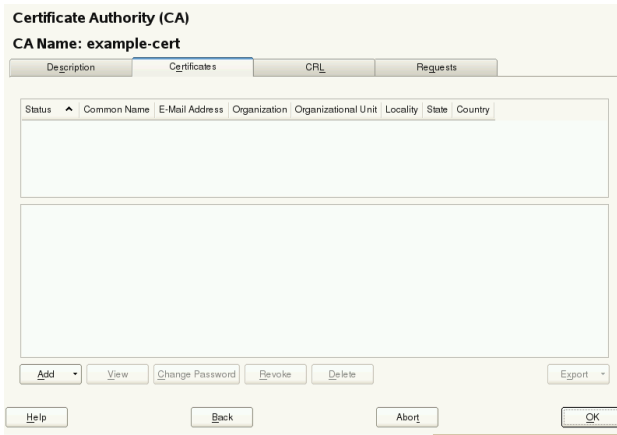 Certificate Authority (CA)
CA Name: example-cert
Description Certificates CRL Requests
Status Common Name E-Mail Address Organization Organizational Unit Locality State Country
Add View Change Password Revoke Delete Export
Help Back Abort OK